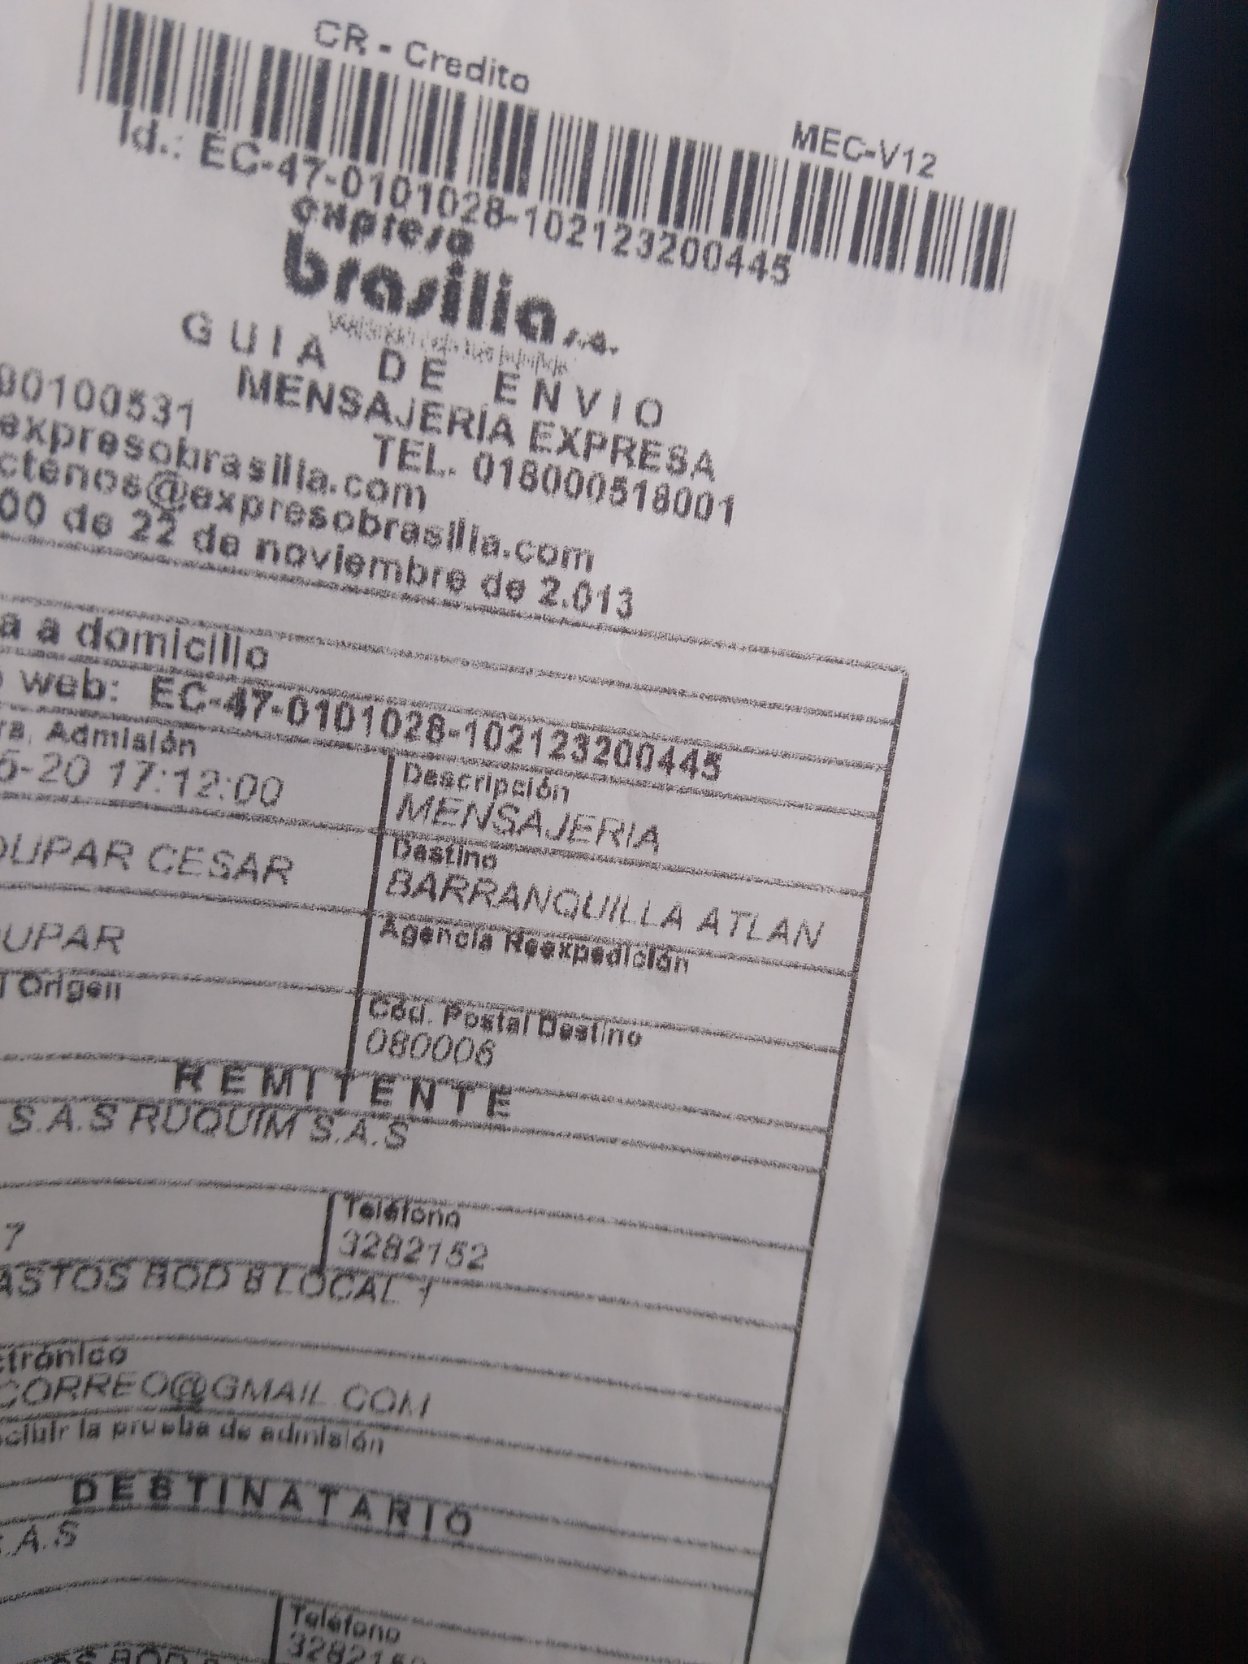 CR - Credito
MEC-V12
Id.: EC-47-0101028-102123200445
expreso
brasilia s.a.
GUIA DE ENVIO
MENSAJERÍA EXPRESA
00100531
TEL. 018000518001
expresobrasilia.com
ctenos@expresobrasilia.com
00 de 22 de noviembre de 2.013
a a domicilio
web: EC-47-0101028-102123200445
ra. Admisión
Descripción
5-20 17:12:00
MENSAJERIA
Destino
DUPAR CESAR
BARRANQUILLA ATLAN
Agencia Reexpedición
UPAR
Origen
Cód. Postal Destino
080006
REMITENTE
S.A.S RUQUIM S.A.S
Teléfono
7
3282152
ASTOS BOD 8 LOCAL 1
ctrónico
CORREO@GMAIL.COM
la prueba de admisión
DESTINATARIO
.A.S
Teléfono